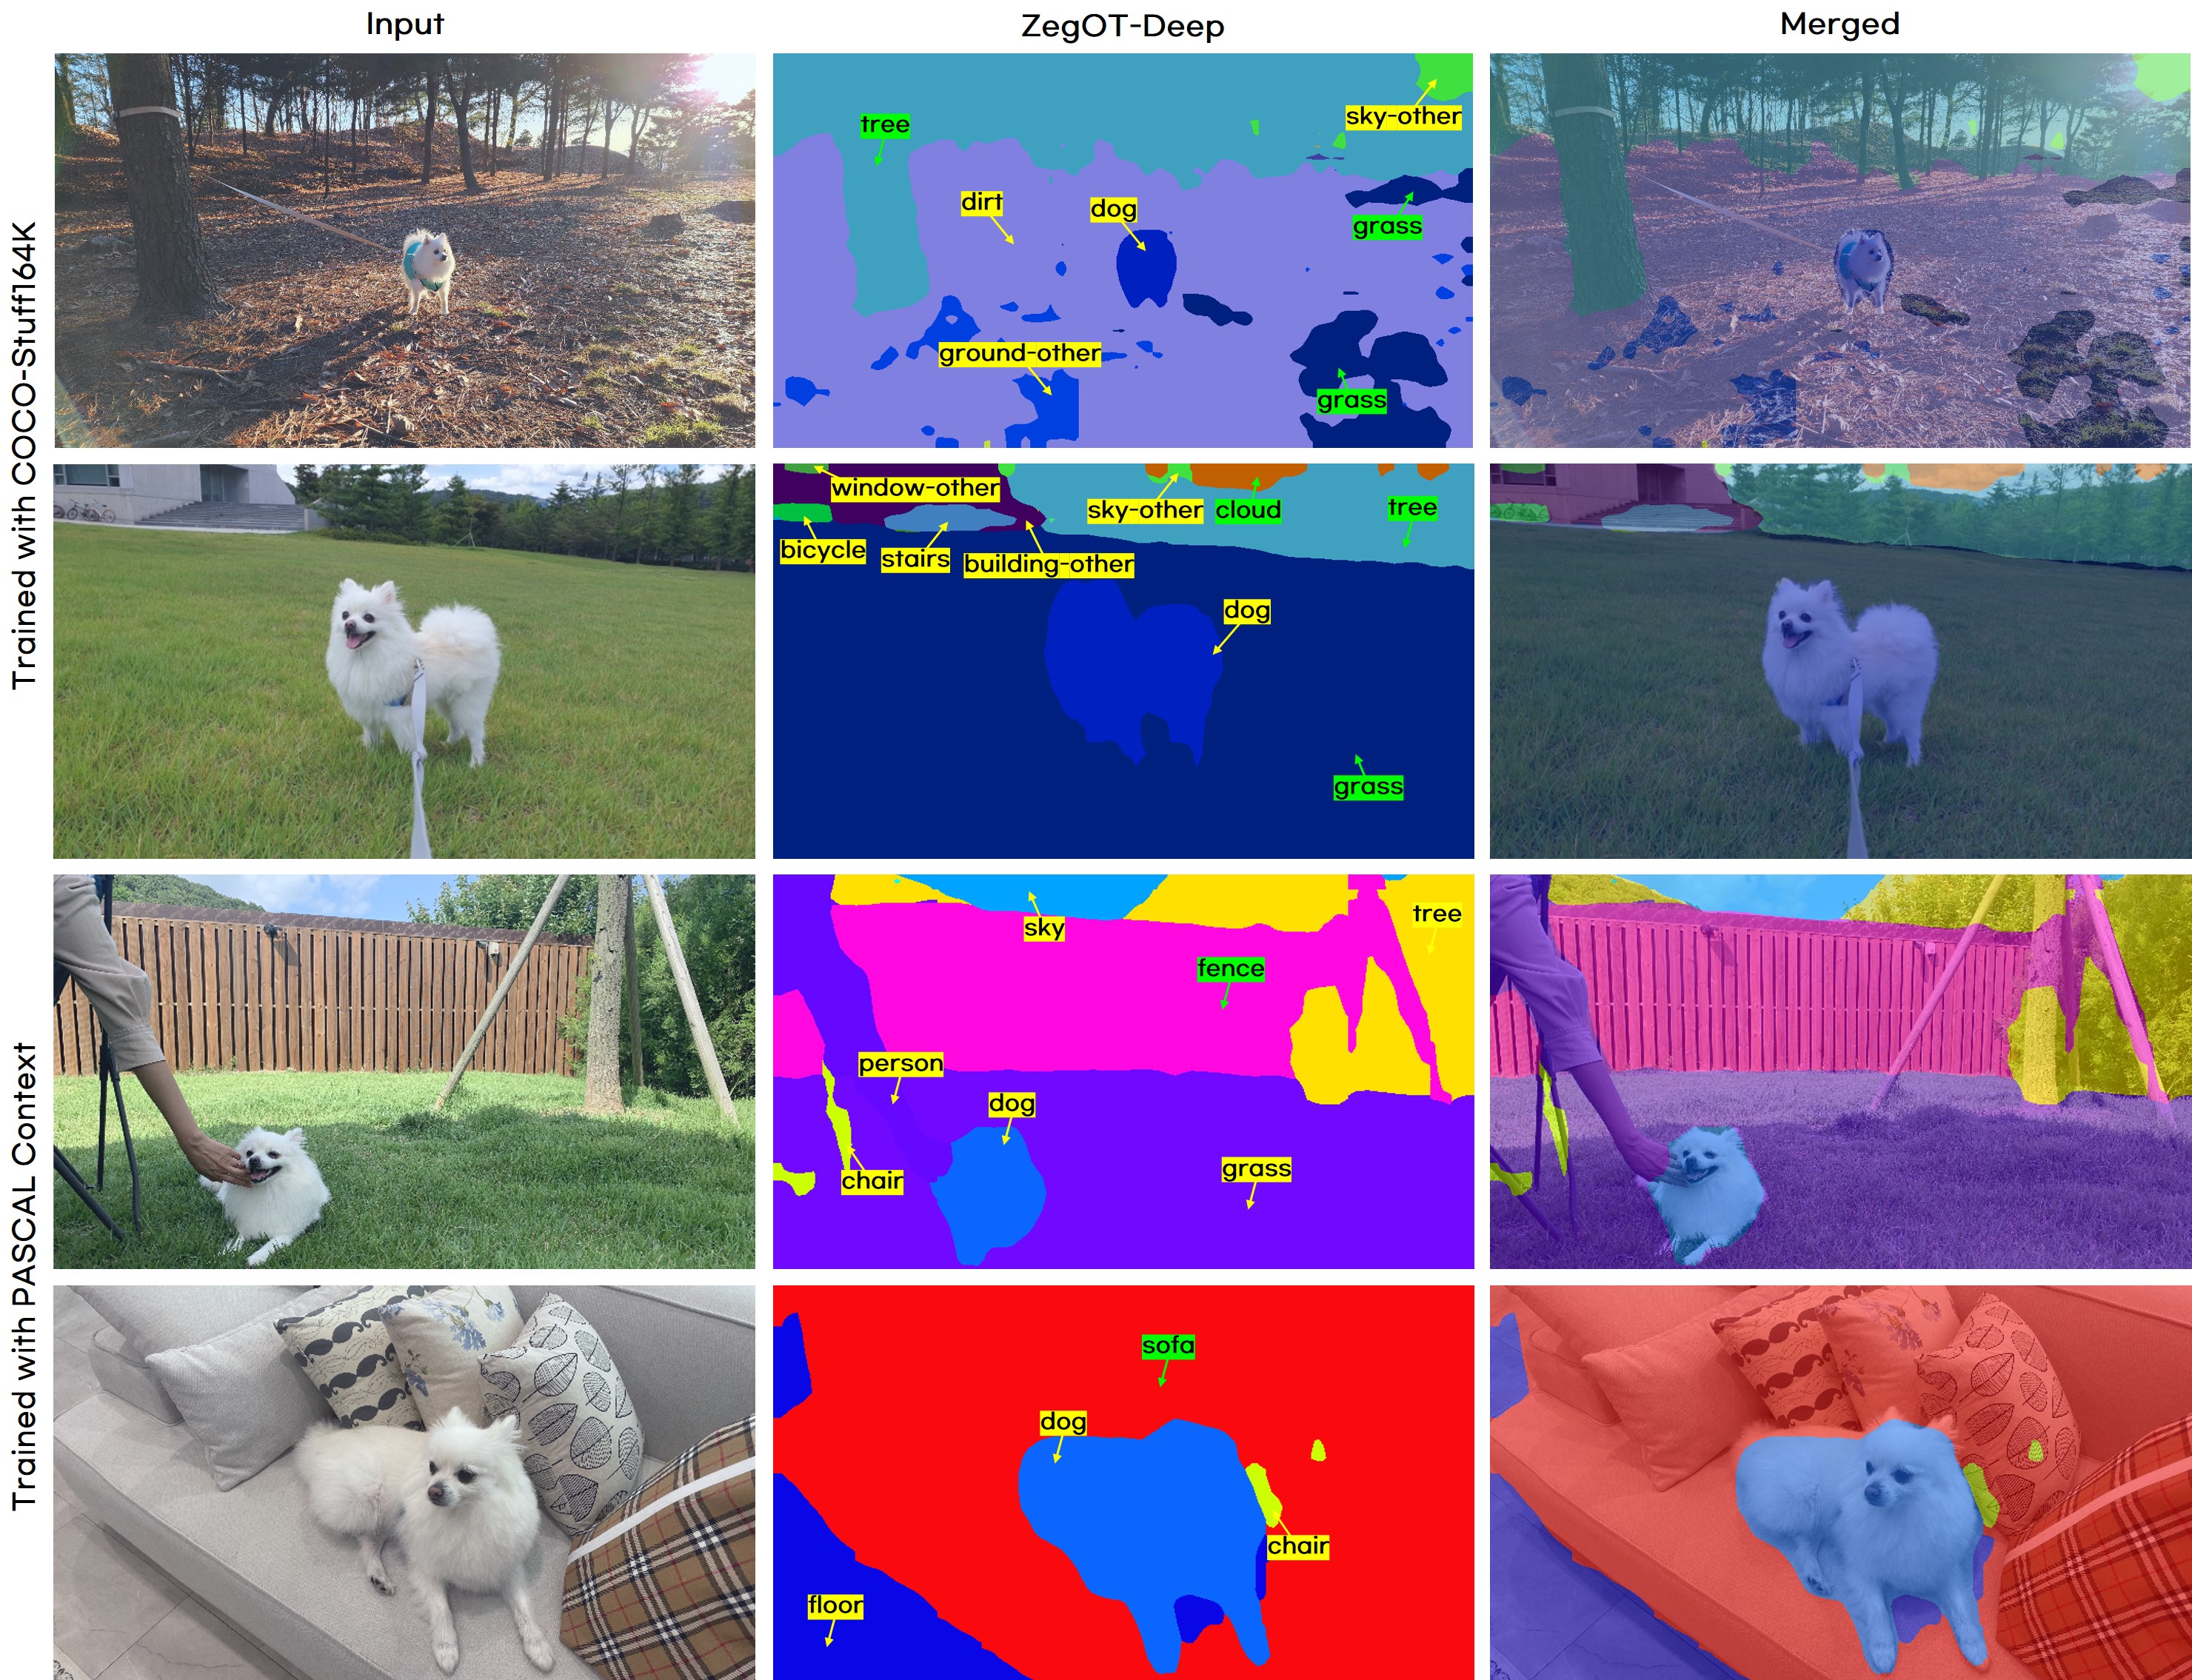 Input
ZegOT-Deep
Merged
Trained with COCO-Stuff164K
tree
sky-other
dirt
dog
grass
ground-other
grass
window-other
sky-other
cloud
tree
bicycle
stairs
building-other
dog
grass
Trained with PASCAL Context
sky
tree
fence
person
dog
chair
grass
sofa
dog
chair
floor